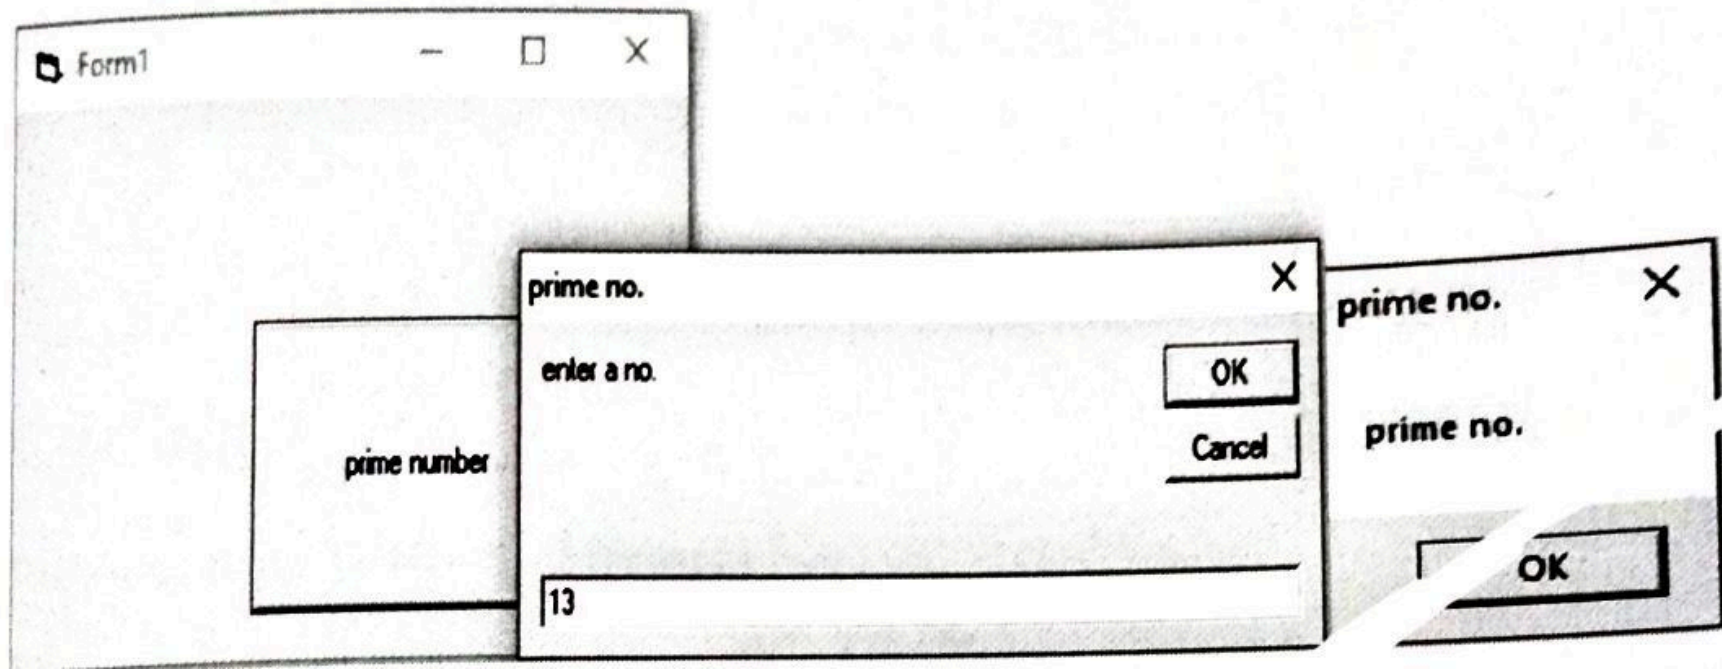 Form1
prime number
prime no.
enter a no.
OK
Cancel
13
prime no.
prime no.
OK